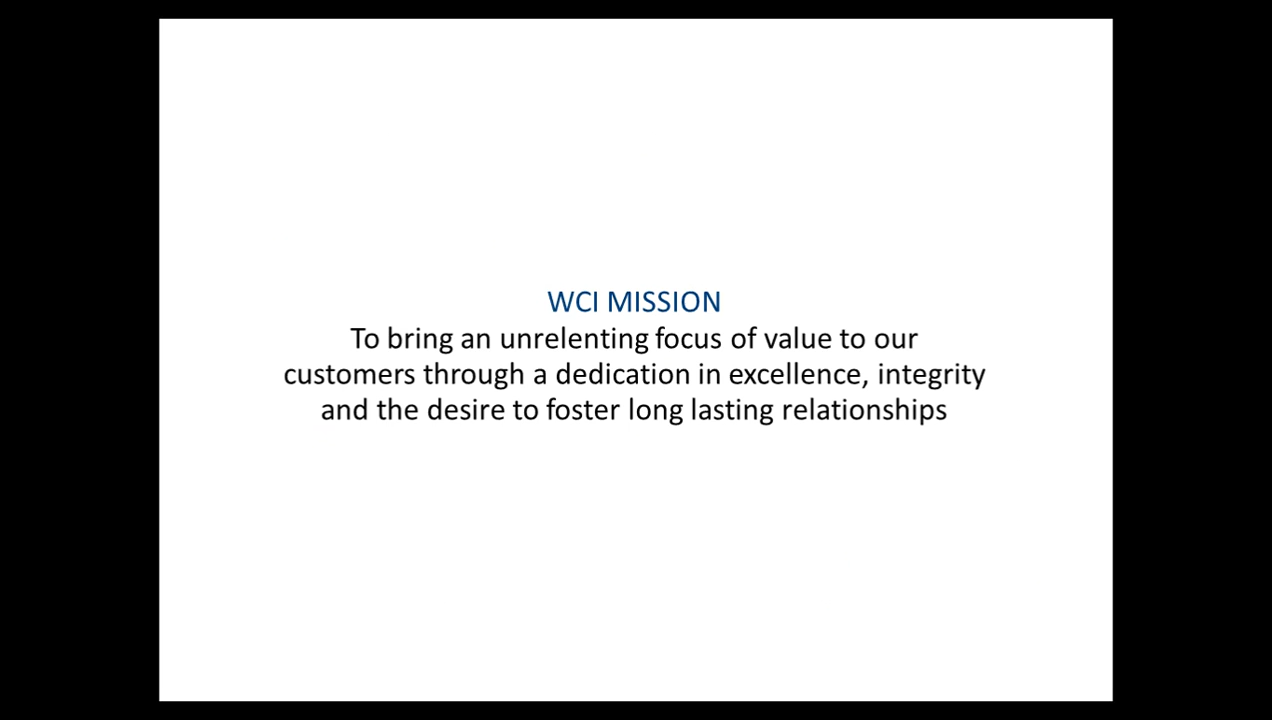 WCI MISSION
To bring an unrelenting focus of value to our
customers through a dedication in excellence, integrity
and the desire to foster long lasting relationships